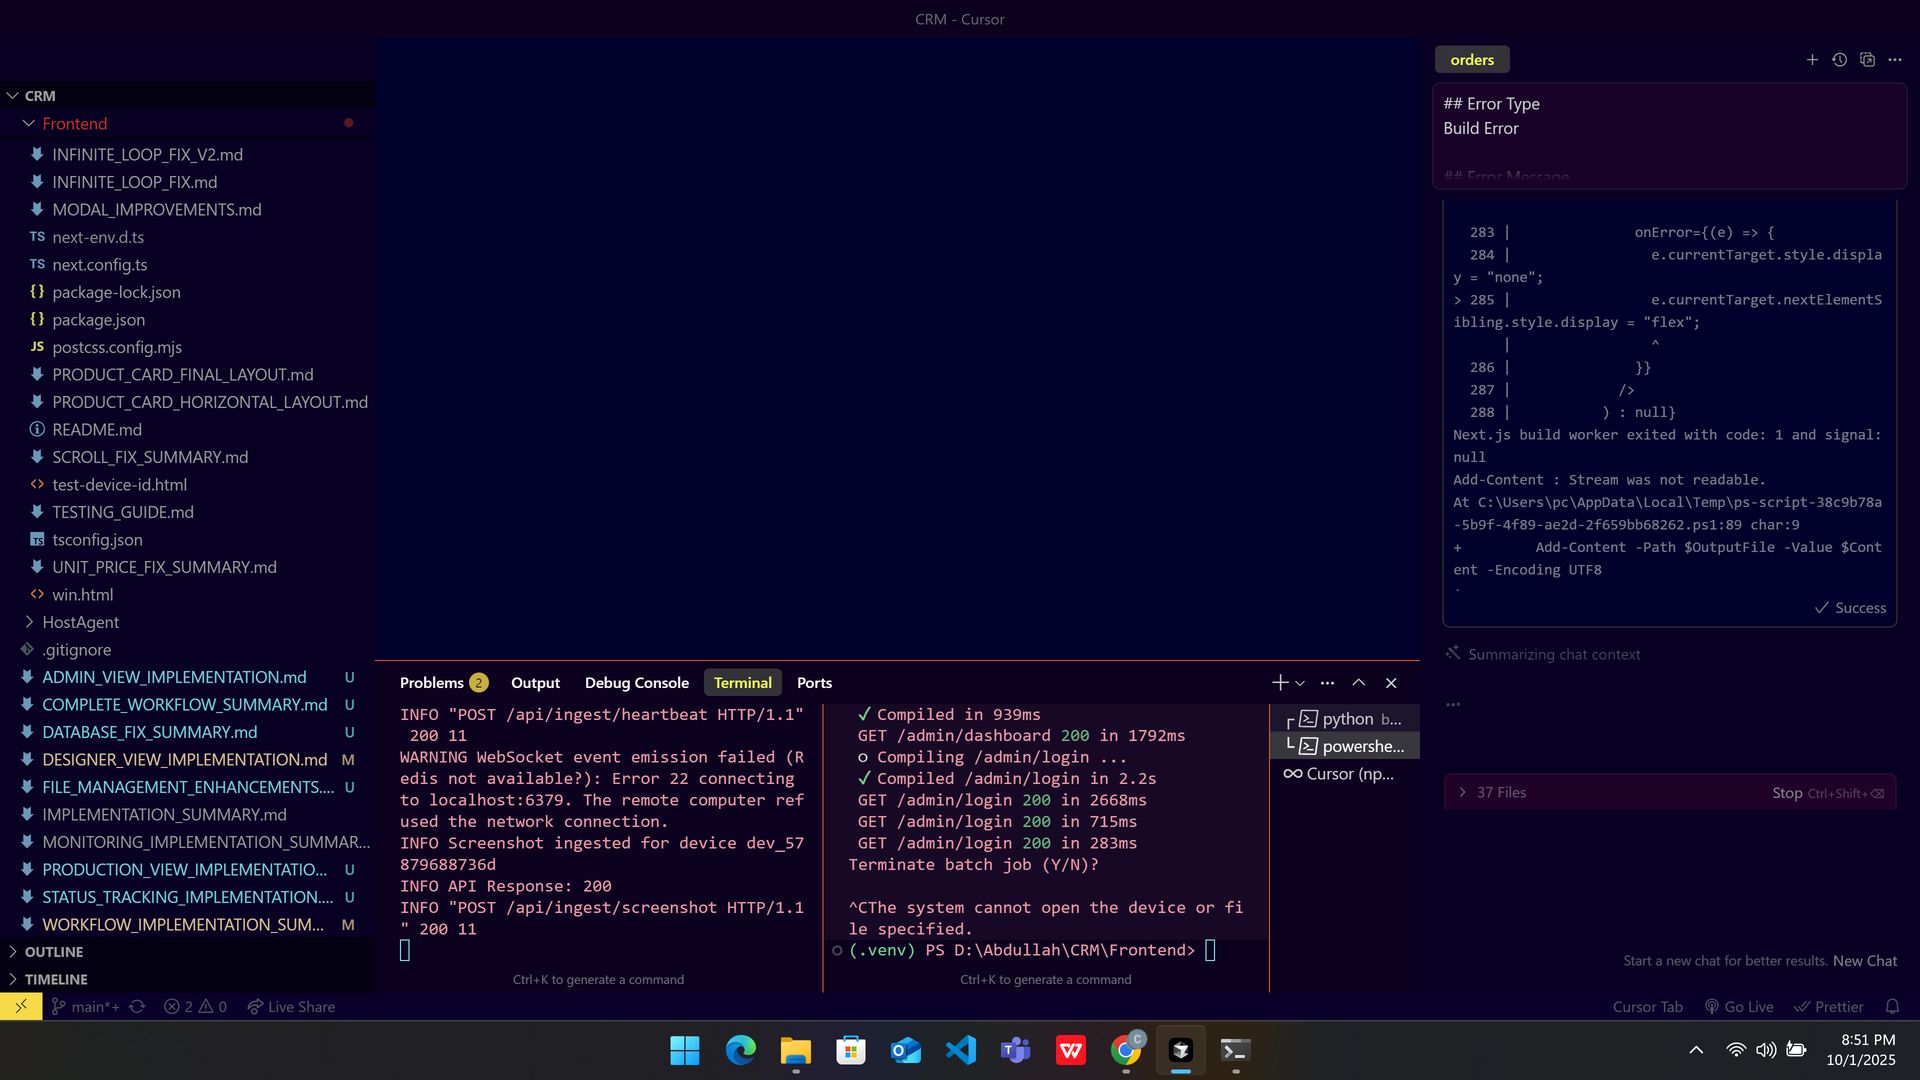 CRM - Cursor
CRM
Frontend
INFINITE_LOOP_FIX_V2.md
INFINITE_LOOP_FIX.md
MODAL_IMPROVEMENTS.md
TS next-env.d.ts
TS next.config.ts
{} package-lock.json
{} package.json
JS postcss.config.mjs
PRODUCT_CARD_FINAL_LAYOUT.md
PRODUCT_CARD_HORIZONTAL_LAYOUT.md
README.md
SCROLL_FIX_SUMMARY.md
<> test-device-id.html
TESTING_GUIDE.md
TS tsconfig.json
UNIT_PRICE_FIX_SUMMARY.md
<> win.html
HostAgent
.gitignore
ADMIN_VIEW_IMPLEMENTATION.md U
COMPLETE_WORKFLOW_SUMMARY.md U
DATABASE_FIX_SUMMARY.md U
DESIGNER_VIEW_IMPLEMENTATION.md M
FILE_MANAGEMENT_ENHANCEMENTS.... U
IMPLEMENTATION_SUMMARY.md
MONITORING_IMPLEMENTATION_SUMMAR...
PRODUCTION_VIEW_IMPLEMENTATIO... U
STATUS_TRACKING_IMPLEMENTATION.... U
WORKFLOW_IMPLEMENTATION_SUM... M
OUTLINE
TIMELINE
Problems 2 Output Debug Console Terminal Ports
INFO "POST /api/ingest/heartbeat HTTP/1.1"
200 11
WARNING WebSocket event emission failed (R
edis not available?): Error 22 connecting
to localhost:6379. The remote computer ref
used the network connection.
INFO Screenshot ingested for device dev_57
879688736d
INFO API Response: 200
INFO "POST /api/ingest/screenshot HTTP/1.1
" 200 11
Ctrl+K to generate a command
✓ Compiled in 939ms
GET /admin/dashboard 200 in 1792ms
○ Compiling /admin/login ...
✓ Compiled /admin/login in 2.2s
GET /admin/login 200 in 2668ms
GET /admin/login 200 in 715ms
GET /admin/login 200 in 283ms
Terminate batch job (Y/N)?
^CThe system cannot open the device or fi
le specified.
(.venv) PS D:\Abdullah\CRM\Frontend>
Ctrl+K to generate a command
python b...
powershe...
Cursor (np...
orders
## Error Type
Build Error
## Error Message
283 | onError={(e) => {
284 | e.currentTarget.style.displa
y = "none";
> 285 | e.currentTarget.nextElementS
ibling.style.display = "flex";
| ^
286 | }}
287 | />
288 | ) : null}
Next.js build worker exited with code: 1 and signal:
null
Add-Content : Stream was not readable.
At C:\Users\pc\AppData\Local\Temp\ps-script-38c9b78a
-5b9f-4f89-ae2d-2f659bb68262.ps1:89 char:9
+ Add-Content -Path $OutputFile -Value $Cont
ent -Encoding UTF8
✓ Success
Summarizing chat context
...
37 Files Stop Ctrl+Shift+⌫
Start a new chat for better results. New Chat
main*+ 2 0 Live Share
Cursor Tab Go Live Prettier
C
8:51 PM
10/1/2025